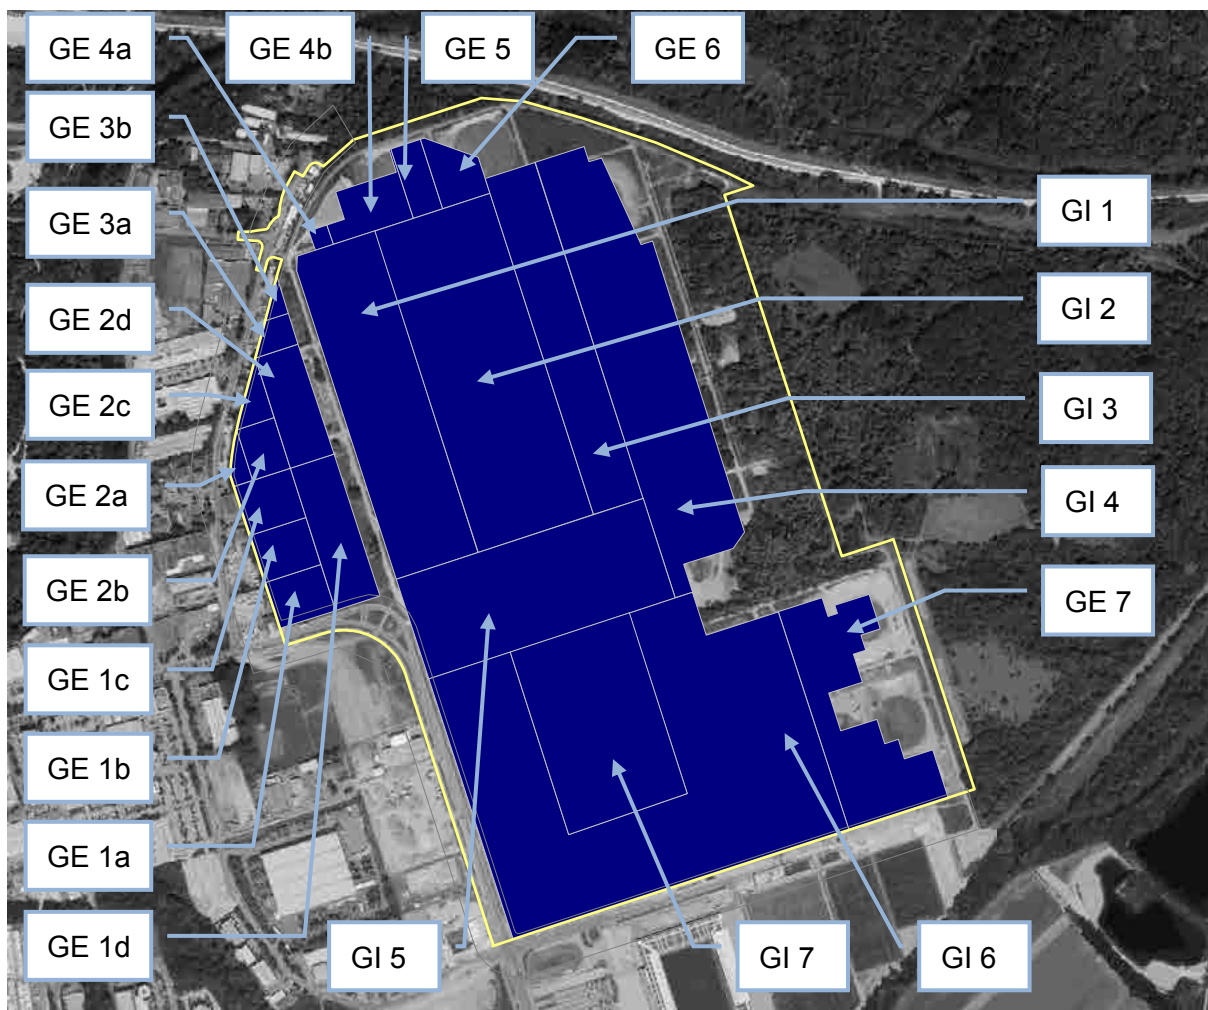 GE 4a
GE 4b
GE 5
GE 6
GE 3b
GE 3a
GI 1
GE 2d
GI 2
GE 2c
GI 3
GE 2a
GI 4
GE 2b
GE 7
GE 1c
GE 1b
GE 1a
GE 1d
GI 5
GI 7
GI 6